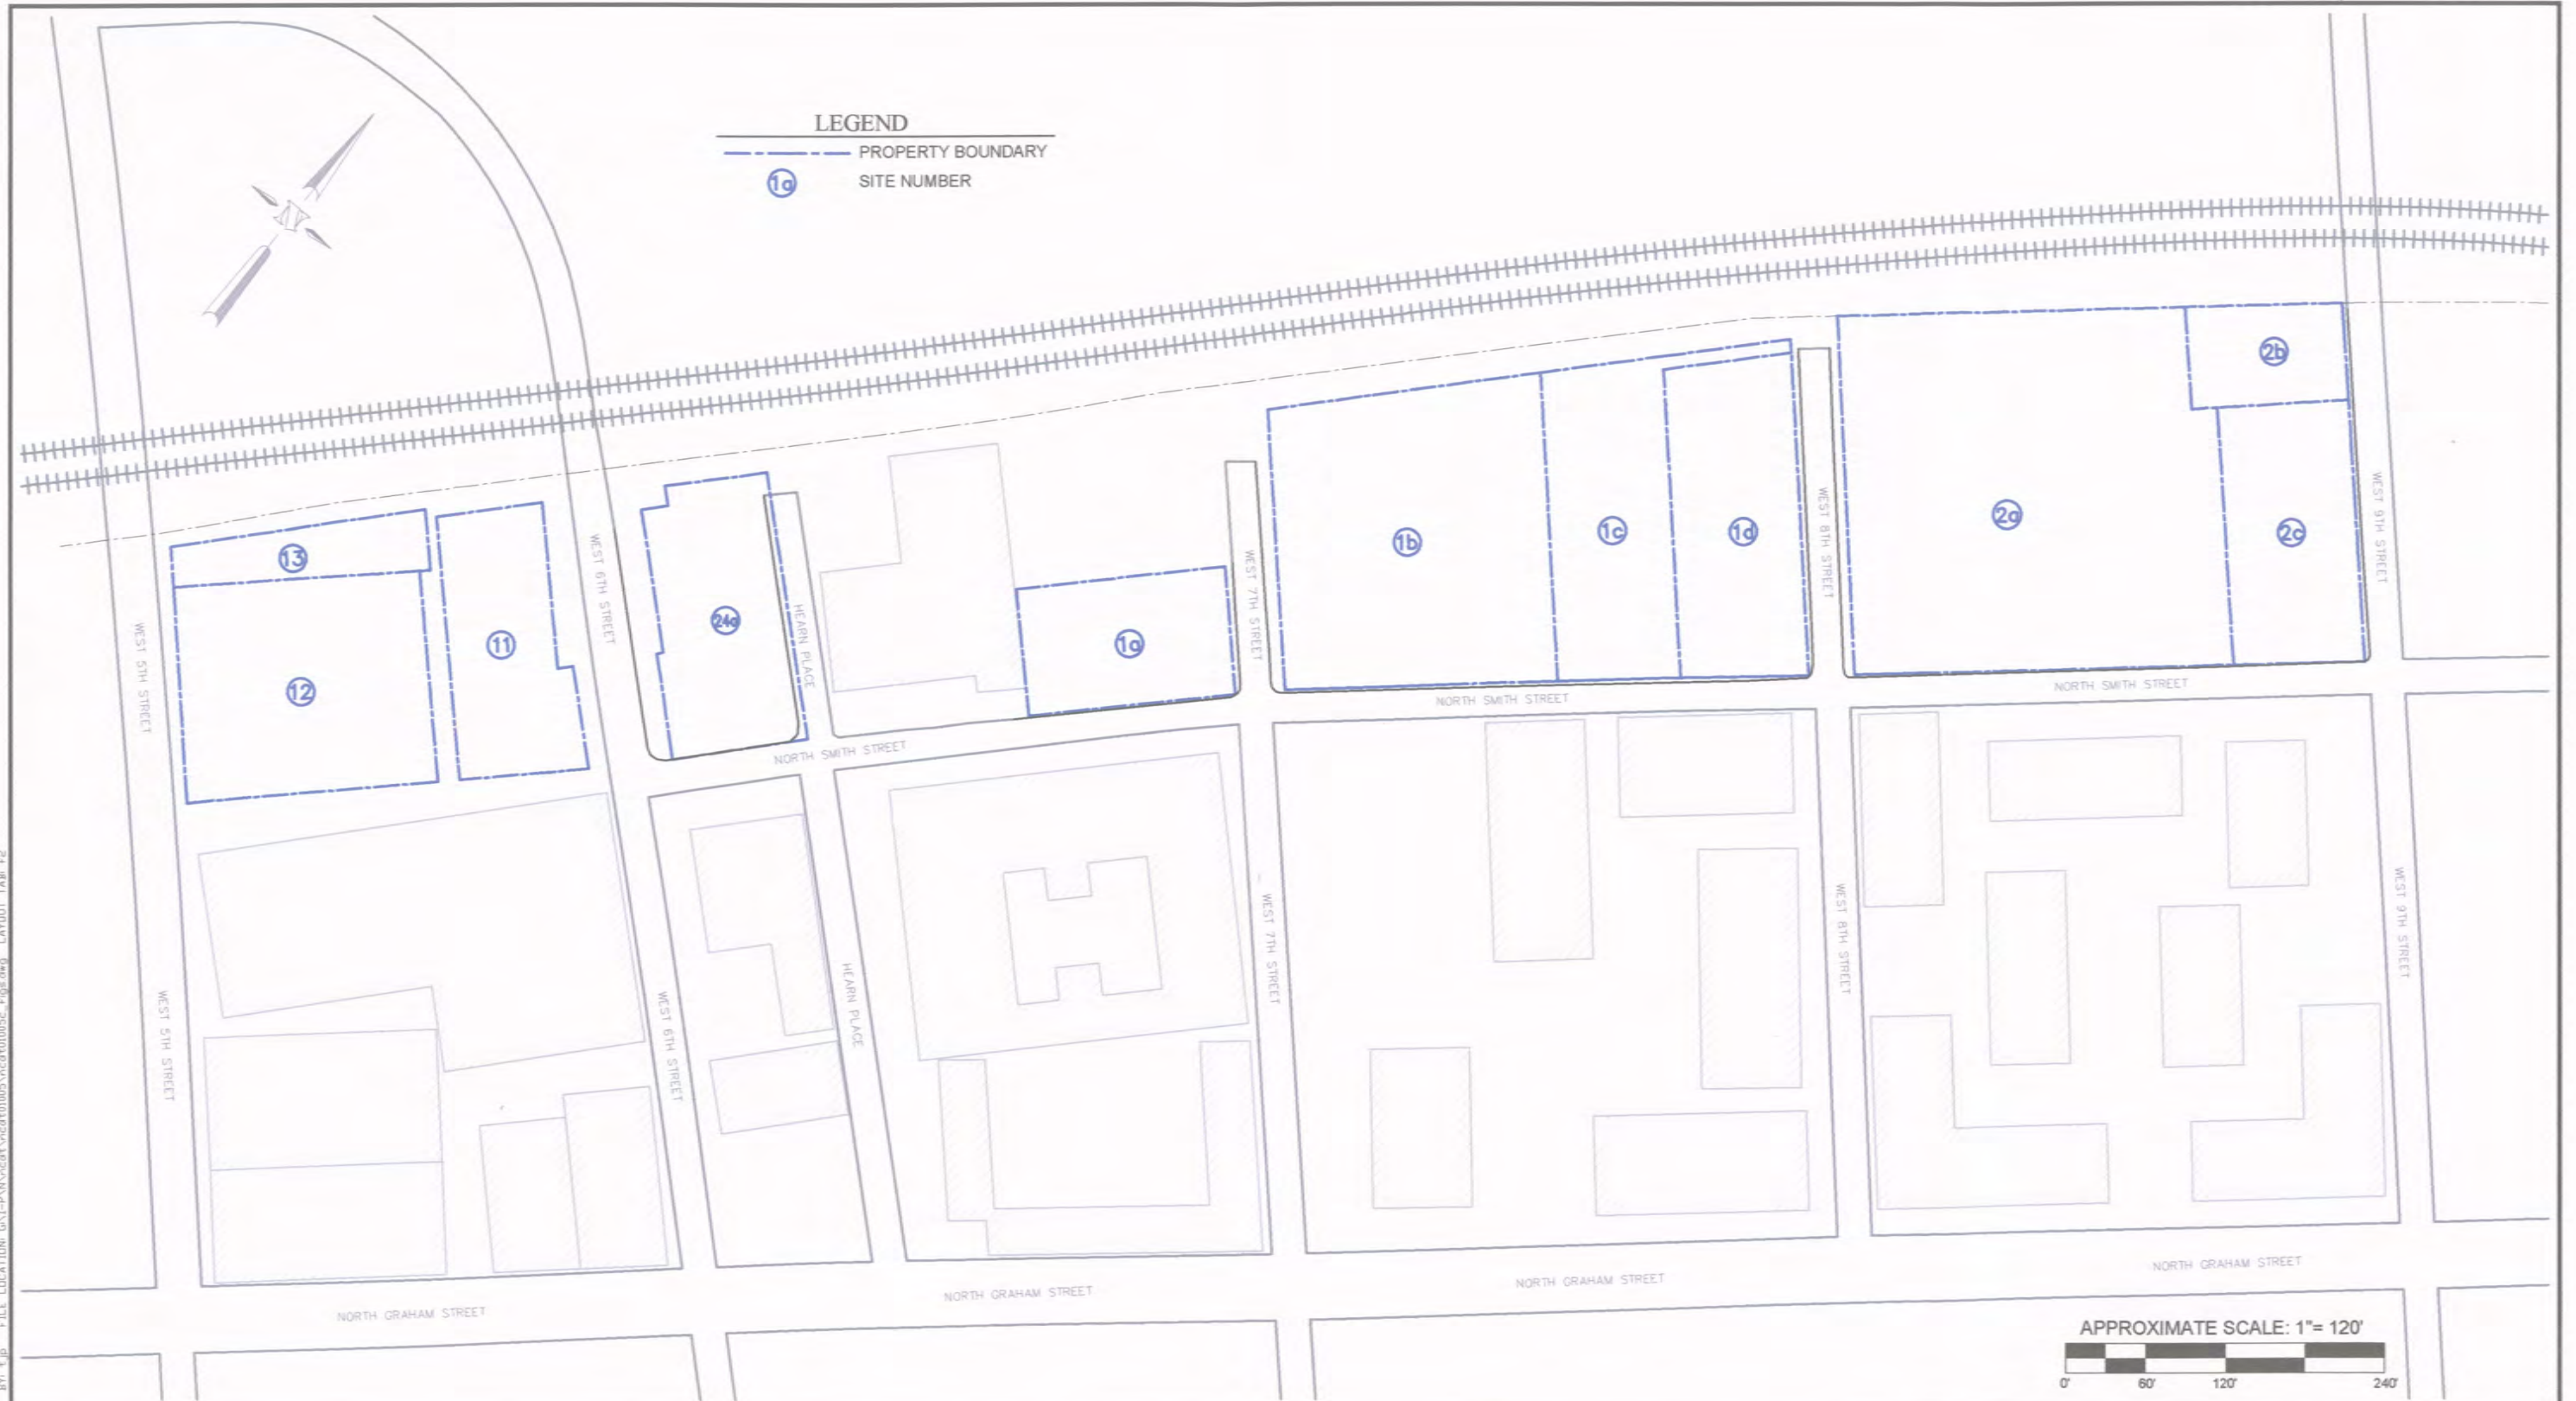 LEGEND
PROPERTY BOUNDARY
1a SITE NUMBER
N
13
12
11
24a
1a
1b
1c
1d
2a
2b
2c
WEST 5TH STREET
WEST 6TH STREET
HEARN PLACE
WEST 7TH STREET
WEST 8TH STREET
WEST 9TH STREET
NORTH SMITH STREET
NORTH SMITH STREET
NORTH SMITH STREET
WEST 5TH STREET
WEST 6TH STREET
HEARN PLACE
WEST 7TH STREET
WEST 8TH STREET
WEST 9TH STREET
NORTH GRAHAM STREET
NORTH GRAHAM STREET
NORTH GRAHAM STREET
NORTH GRAHAM STREET
APPROXIMATE SCALE: 1"= 120'
0' 60' 120' 240'